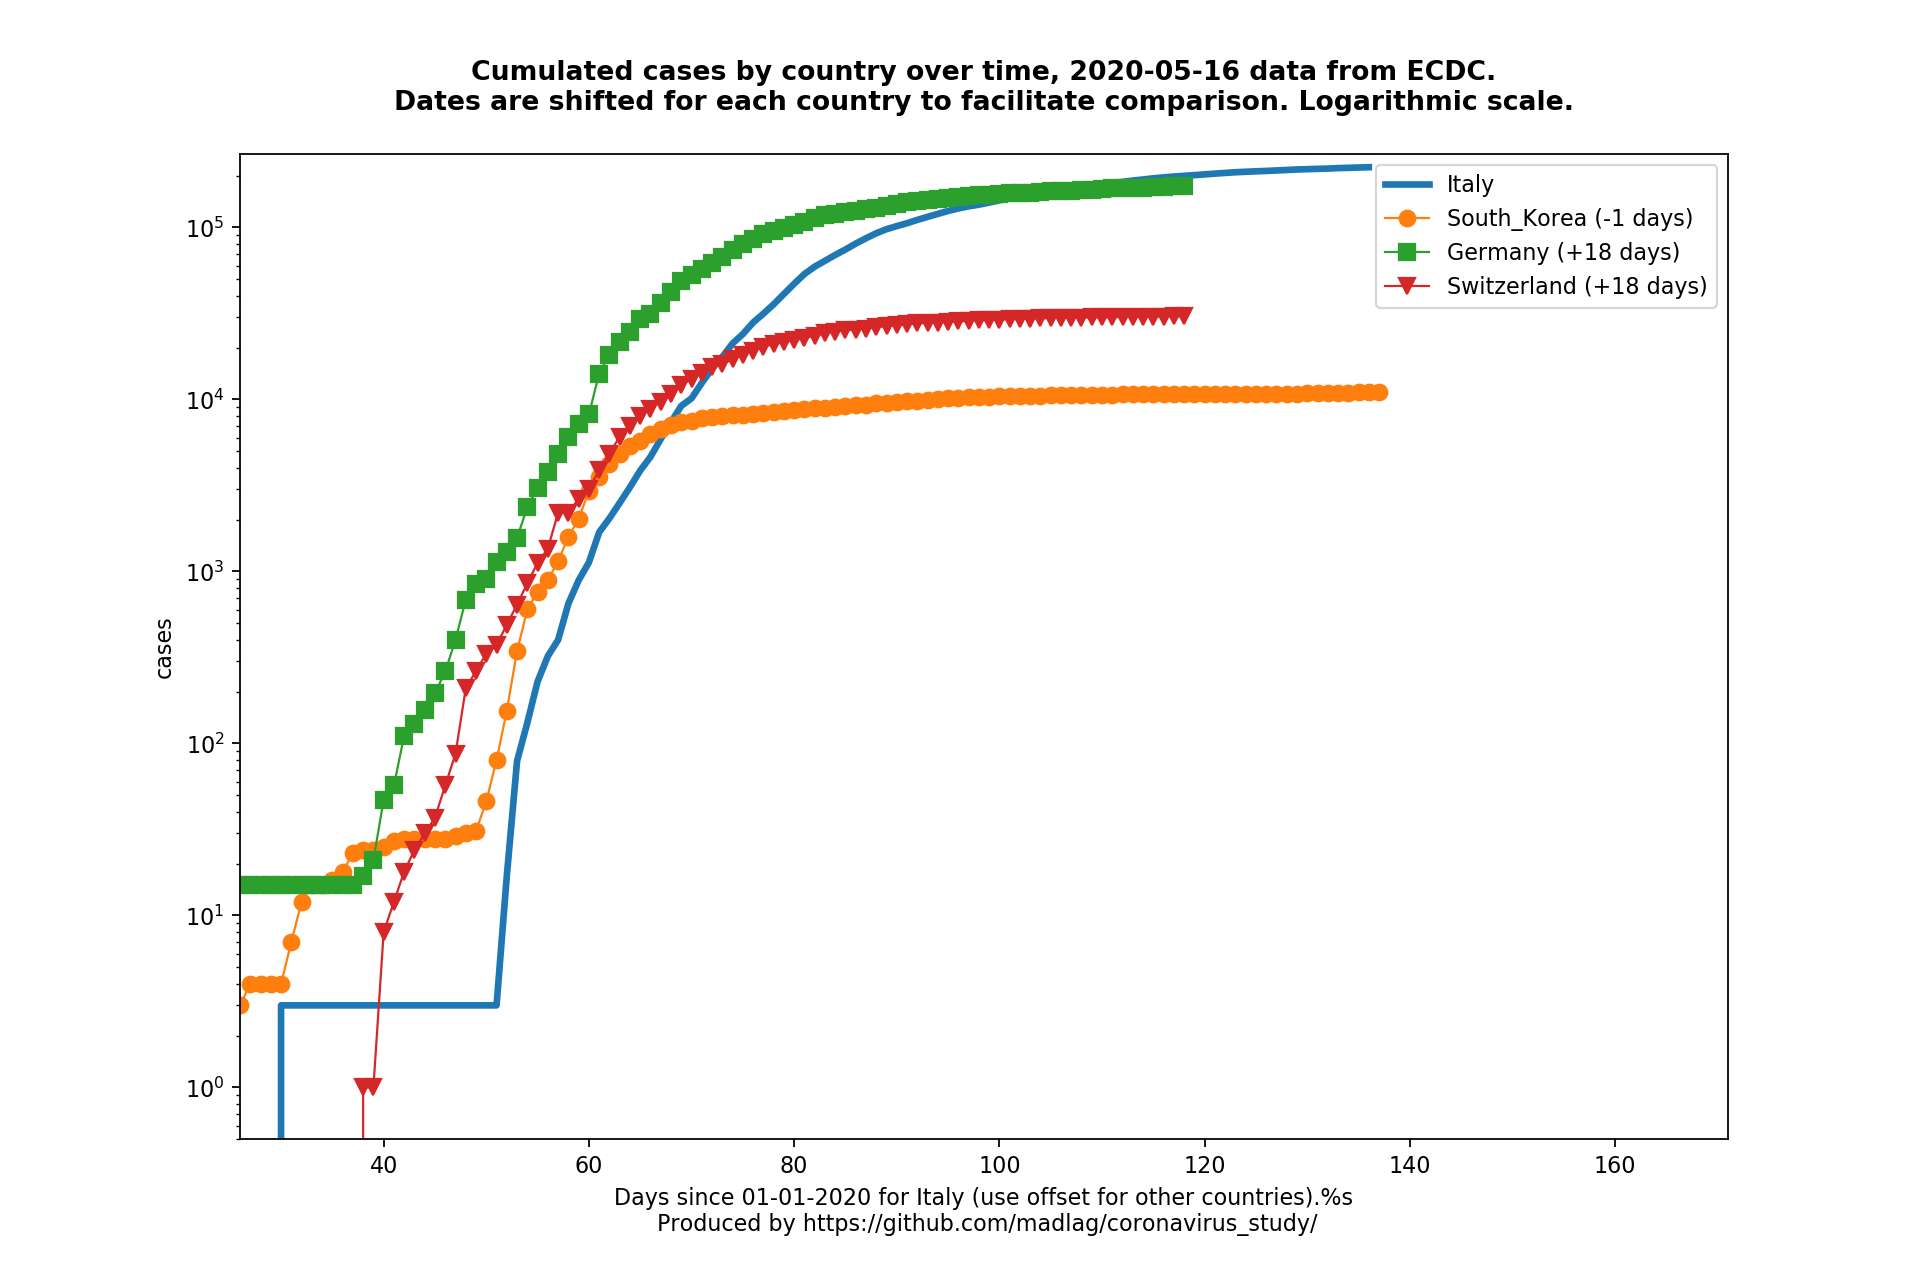 Cumulated cases by country over time, 2020-05-16 data from ECDC.
Dates are shifted for each country to facilitate comparison. Logarithmic scale.
Italy
South_Korea (-1 days)
Germany (+18 days)
Switzerland (+18 days)
10⁵
10⁴
10³
10²
10¹
10⁰
cases
40 60 80 100 120 140 160
Days since 01-01-2020 for Italy (use offset for other countries).%s
Produced by https://github.com/madlag/coronavirus_study/